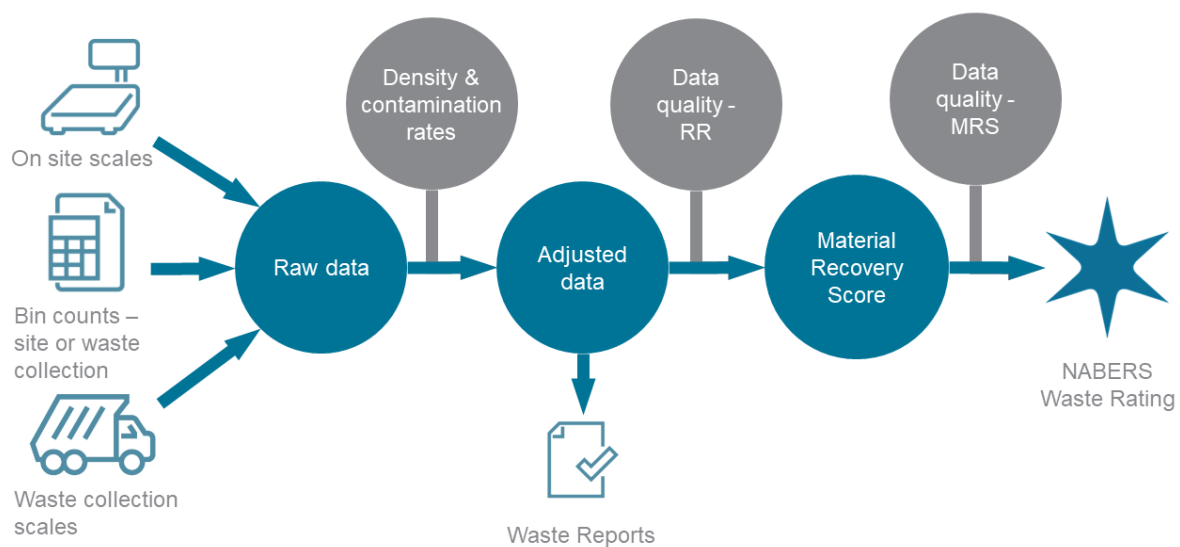 On site scales
Bin counts –
site or waste
collection
Waste collection
scales
Raw data
Density &
contamination
rates
Adjusted
data
Waste Reports
Data
quality -
RR
Material
Recovery
Score
Data
quality -
MRS
NABERS
Waste Rating